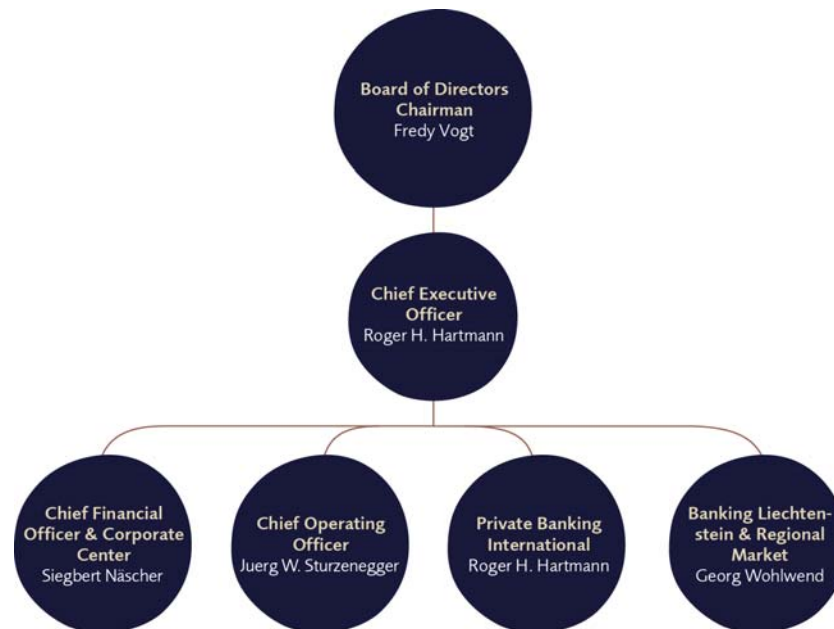 Board of Directors
Chairman
Fredy Vogt
Chief Executive
Officer
Roger H. Hartmann
Chief Financial
Officer & Corporate
Center
Siegbert Näscher
Chief Operating
Officer
Juerg W. Sturzenegger
Private Banking
International
Roger H. Hartmann
Banking Liechten-
stein & Regional
Market
Georg Wohlwend